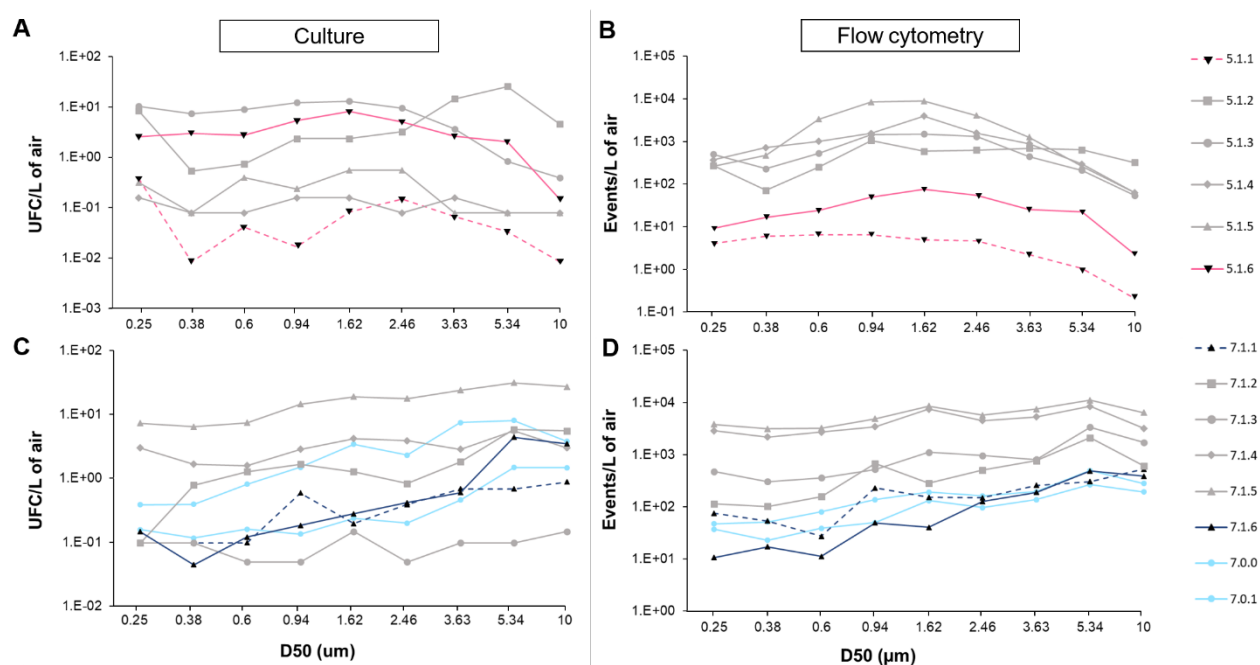 A
Culture
1.E+02
1.E+01
1.E+00
1.E-01
1.E-02
1.E-03
UFC/L of air
0.25 0.38 0.6 0.94 1.62 2.46 3.63 5.34 10
B
Flow cytometry
1.E+05
1.E+04
1.E+03
1.E+02
1.E+01
1.E+00
1.E-01
Events/L of air
0.25 0.38 0.6 0.94 1.62 2.46 3.63 5.34 10
5.1.1
5.1.2
5.1.3
5.1.4
5.1.5
5.1.6
C
1.E+02
1.E+01
1.E+00
1.E-01
1.E-02
UFC/L of air
0.25 0.38 0.6 0.94 1.62 2.46 3.63 5.34 10
D50 (um)
D
1.E+05
1.E+04
1.E+03
1.E+02
1.E+01
1.E+00
Events/L of air
0.25 0.38 0.6 0.94 1.62 2.46 3.63 5.34 10
D50 (µm)
7.1.1
7.1.2
7.1.3
7.1.4
7.1.5
7.1.6
7.0.0
7.0.1